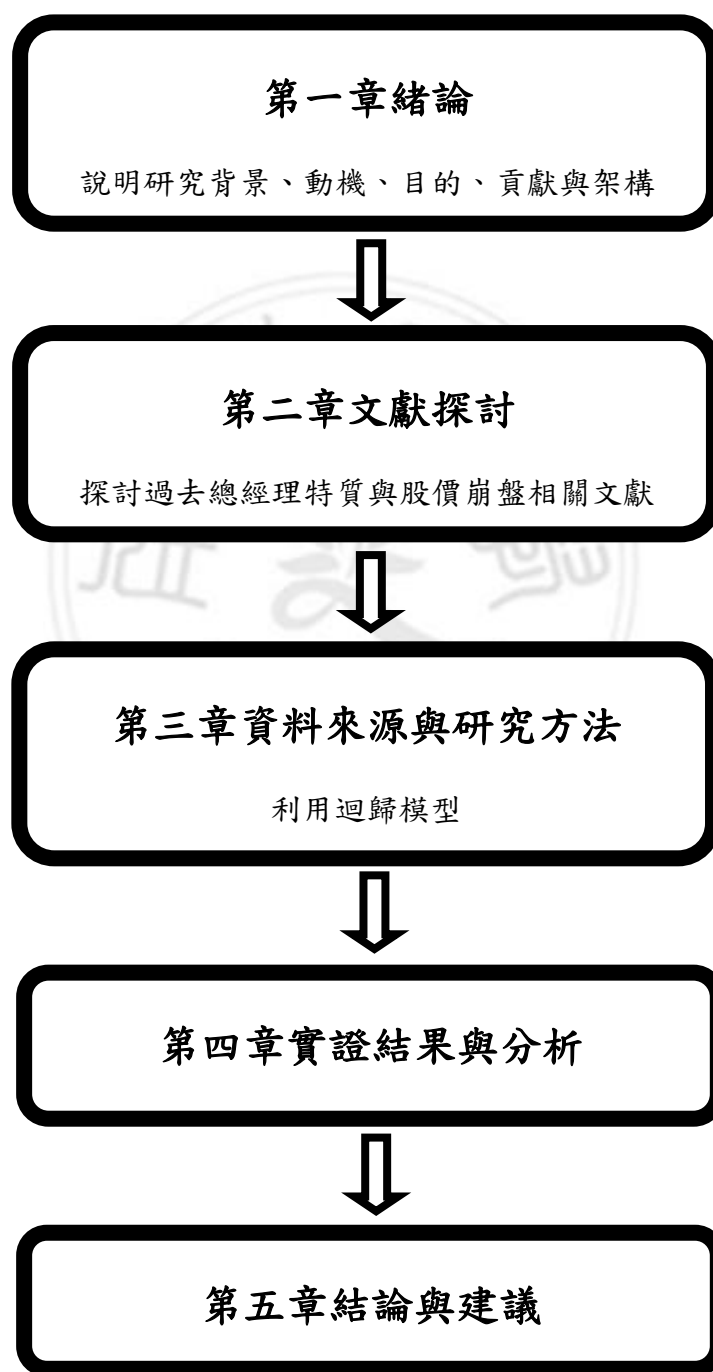 第一章緒論
說明研究背景、動機、目的、貢獻與架構
第二章文獻探討
探討過去總經理特質與股價崩盤相關文獻
第三章資料來源與研究方法
利用迴歸模型
第四章實證結果與分析
第五章結論與建議